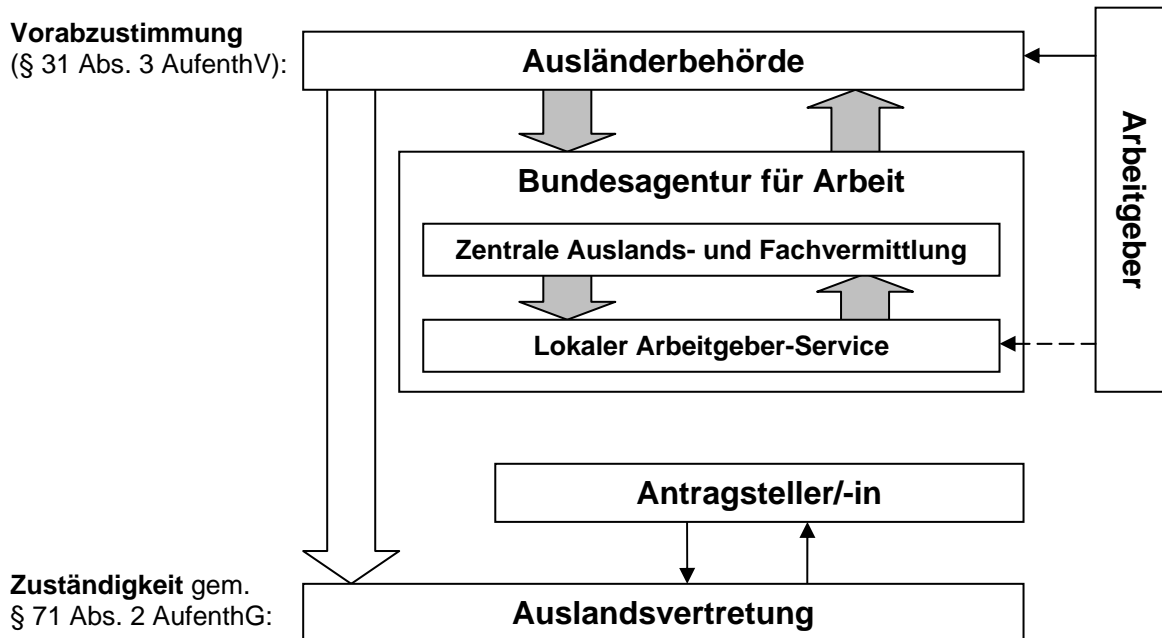 Vorabzustimmung
(§ 31 Abs. 3 AufenthV):
Ausländerbehörde
Arbeitgeber
Bundesagentur für Arbeit
Zentrale Auslands- und Fachvermittlung
Lokaler Arbeitgeber-Service
Antragsteller/-in
Zuständigkeit gem.
§ 71 Abs. 2 AufenthG:
Auslandsvertretung